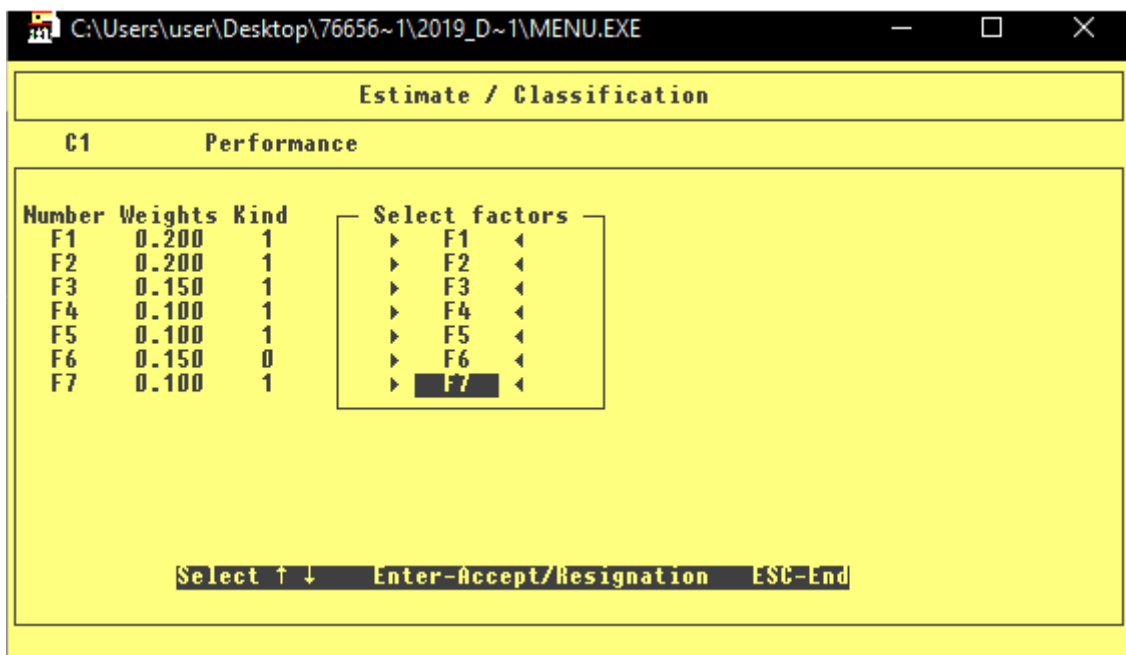 C:\Users\user\Desktop\76656~1\2019_D~1\MENU.EXE
Estimate / Classification
C1 Performance
Number Weights Kind Select factors
F1 0.200 1 F1
F2 0.200 1 F2
F3 0.150 1 F3
F4 0.100 1 F4
F5 0.100 1 F5
F6 0.150 0 F6
F7 0.100 1 F7
Select ↑ ↓ Enter-Accept/Resignation ESC-End